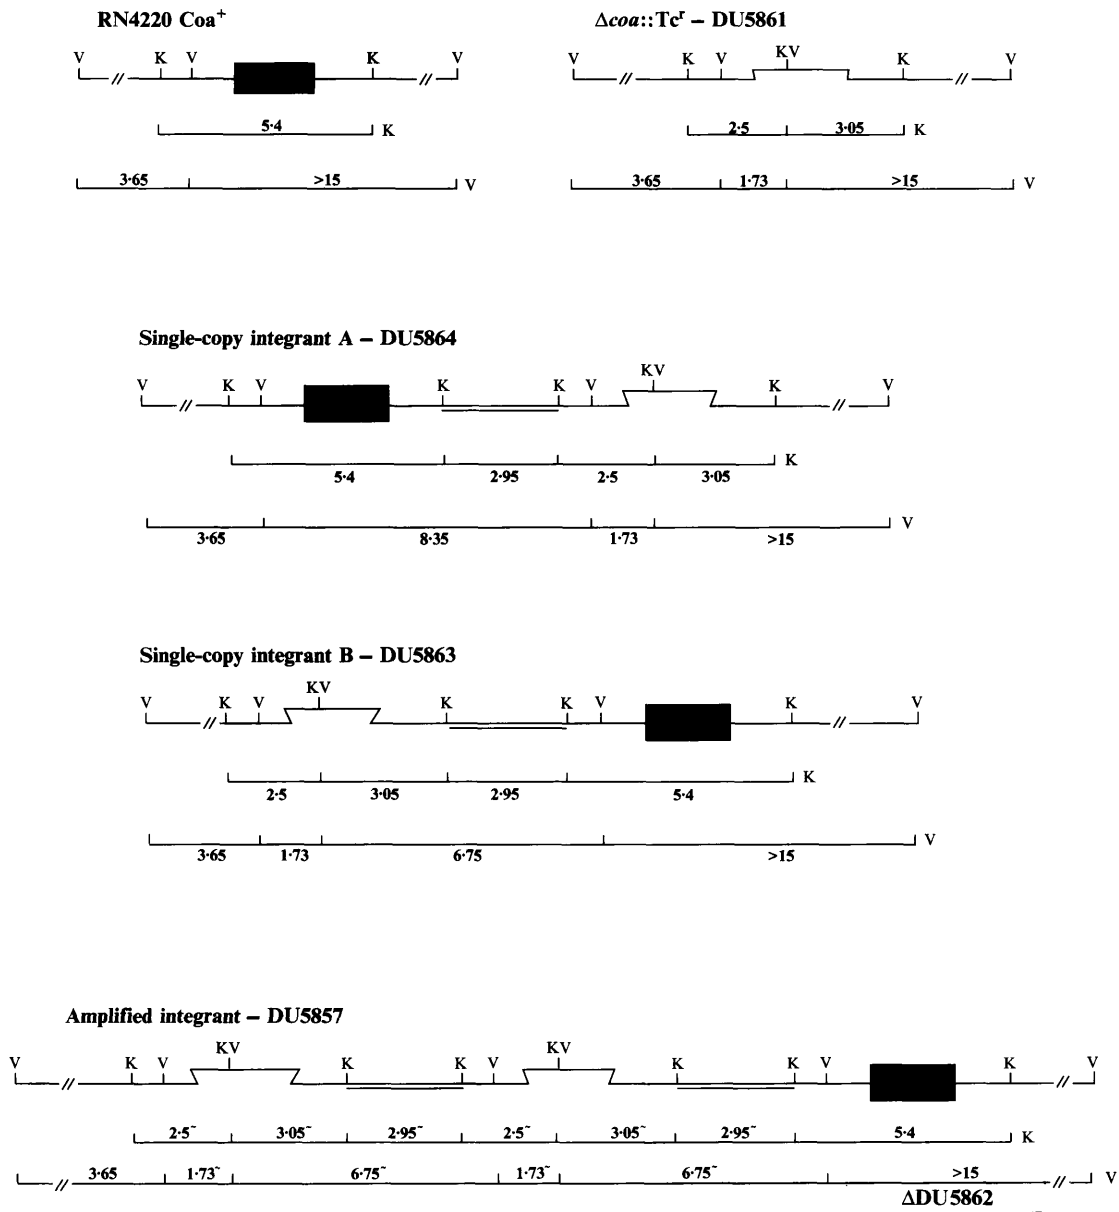 RN4220 Coa⁺
Δcoa::Tcʳ – DU5861
V K V K V
V K V KV K V
5·4 K
2·5 3·05 K
3·65 >15 V
3·65 1·73 >15 V
Single-copy integrant A – DU5864
V K V K K V KV K V
5·4 2·95 2·5 3·05 K
3·65 8·35 1·73 >15 V
Single-copy integrant B – DU5863
V K V KV K K V K V
2·5 3·05 2·95 5·4 K
3·65 1·73 6·75 >15 V
Amplified integrant – DU5857
V K V KV K K V KV K K V K V
2·5~ 3·05~ 2·95~ 2·5~ 3·05~ 2·95~ 5·4 K
3·65 1·73~ 6·75~ 1·73~ 6·75~ >15 V
ΔDU5862